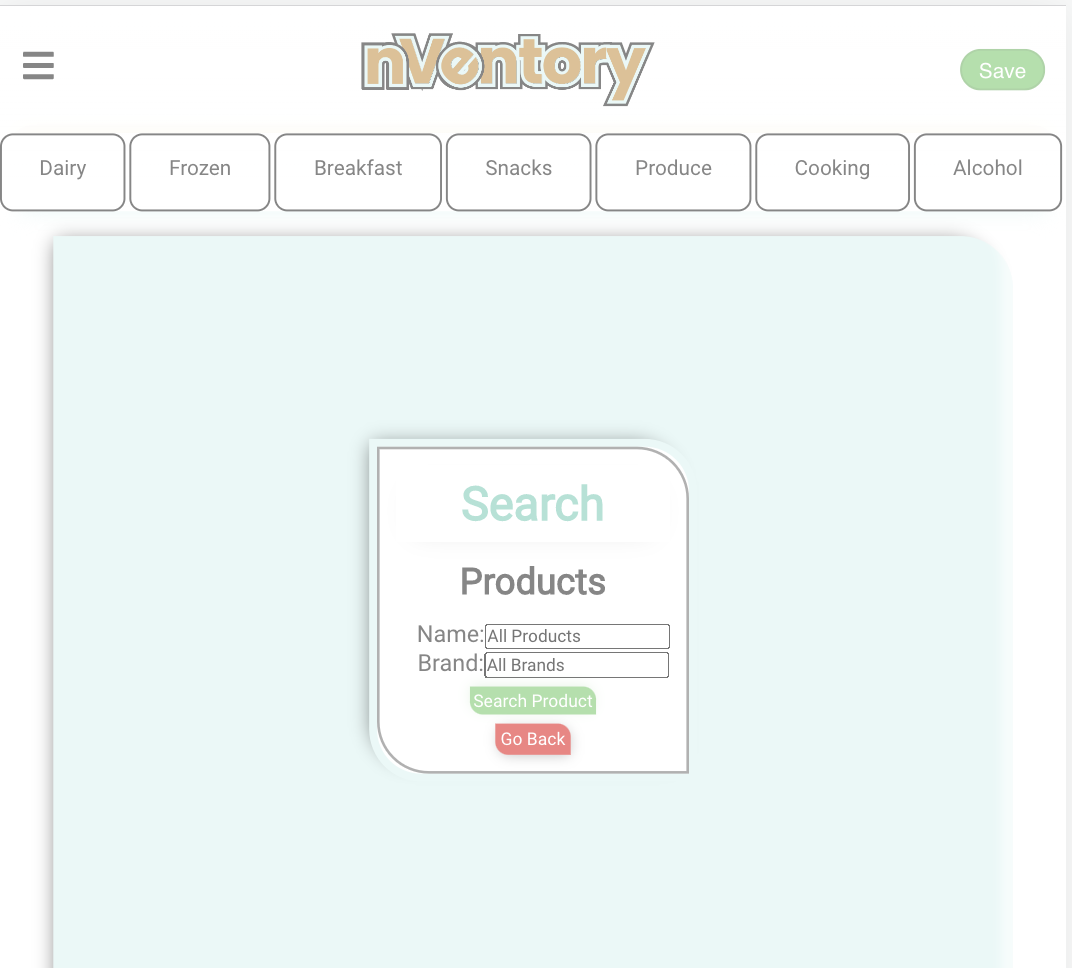 nVentory
Save
Dairy
Frozen
Breakfast
Snacks
Produce
Cooking
Alcohol
Search
Products
Name: All Products
Brand: All Brands
Search Product
Go Back